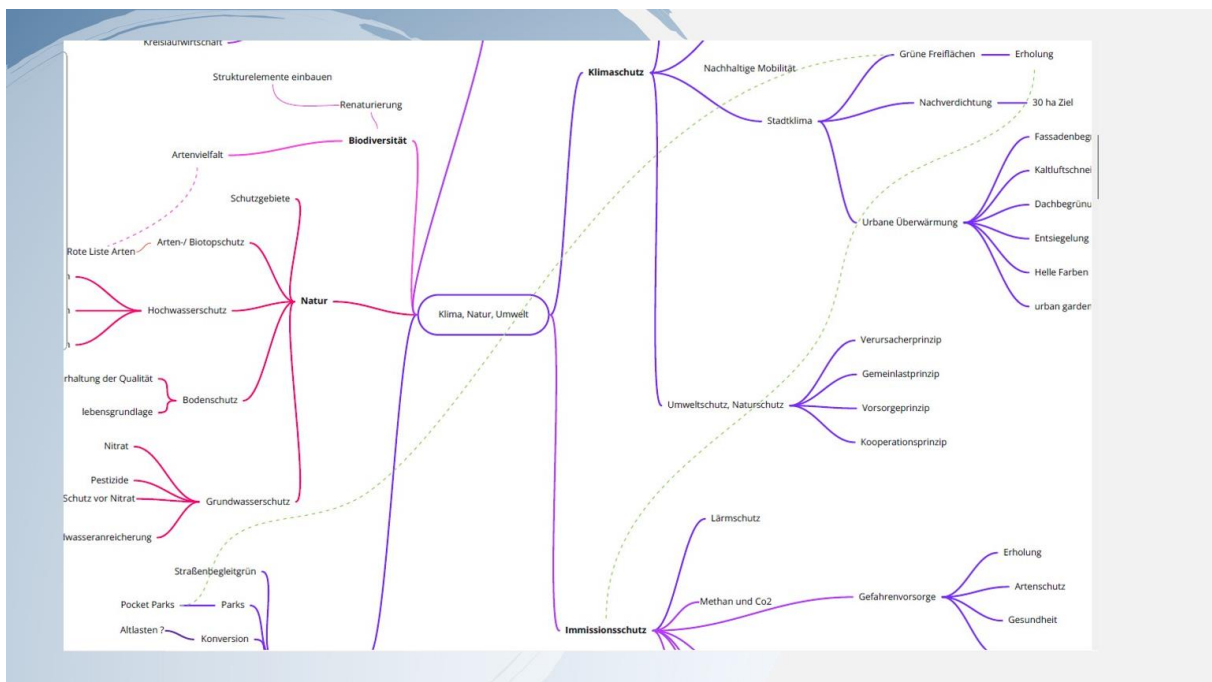 Kreislaufwirtschaft
Strukturelemente einbauen
Renaturierung
Biodiversität
Artenvielfalt
Schutzgebiete
Arten-/ Biotopschutz
Rote Liste Arten
Natur
Hochwasserschutz
n
n
n
rhaltung der Qualität
lebensgrundlage
Bodenschutz
Nitrat
Pestizide
Schutz vor Nitrat
lwasseranreicherung
Grundwasserschutz
Straßenbegleitgrün
Pocket Parks
Parks
Altlasten ?
Konversion
Klima, Natur, Umwelt
Klimaschutz
Nachhaltige Mobilität
Stadtklima
Grüne Freiflächen
Erholung
Nachverdichtung
30 ha Ziel
Urbane Überwärmung
Fassadenbegr
Kaltluftschnei
Dachbegrünu
Entsiegelung
Helle Farben
urban garden
Umweltschutz, Naturschutz
Verursacherprinzip
Gemeinlastprinzip
Vorsorgeprinzip
Kooperationsprinzip
Immissionsschutz
Lärmschutz
Methan und Co2
Gefahrenvorsorge
Erholung
Artenschutz
Gesundheit